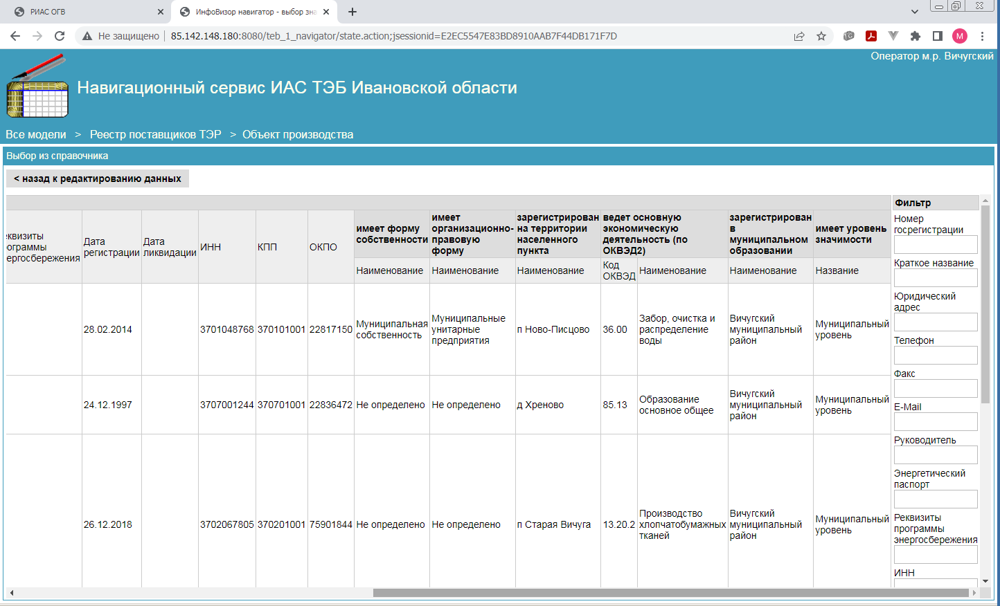 РИАС ОГВ
ИнфоВизор навигатор - выбор зна
Не защищено
85.142.148.180:8080/teb_1_navigator/state.action;jsessionid=E2EC5547E83BD8910AAB7F44DB171F7D
M
Оператор м.р. Вичугский
Навигационный сервис ИАС ТЭБ Ивановской области
Все модели > Реестр поставщиков ТЭР > Объект производства
Выбор из справочника
< назад к редактированию данных
еквизиты
ограммы
ергосбережения
Дата
регистрации
Дата
ликвидации
ИНН
КПП
ОКПО
имеет форму
собственности
имеет
организационно-
правовую
форму
зарегистрирован
на территории
населенного
пункта
ведет основную
экономическую
деятельность (по
ОКВЭД2)
зарегистрирован
в
муниципальном
образовании
имеет уровень
значимости
Наименование
Наименование
Наименование
Код
ОКВЭД
Наименование
Наименование
Название
28.02.2014
3701048768
370101001
22817150
Муниципальная
собственность
Муниципальные
унитарные
предприятия
п Ново-Писцово
36.00
Забор, очистка и
распределение
воды
Вичугский
муниципальный
район
Муниципальный
уровень
24.12.1997
3707001244
370701001
22836472
Не определено
Не определено
д Хреново
85.13
Образование
основное общее
Вичугский
муниципальный
район
Муниципальный
уровень
26.12.2018
3702067805
370201001
75901844
Не определено
Не определено
п Старая Вичуга
13.20.2
Производство
хлопчатобумажных
тканей
Вичугский
муниципальный
район
Муниципальный
уровень
Фильтр
Номер
госрегистрации
Краткое название
Юридический
адрес
Телефон
Факс
E-Mail
Руководитель
Энергетический
паспорт
Реквизиты
программы
энергосбережения
ИНН